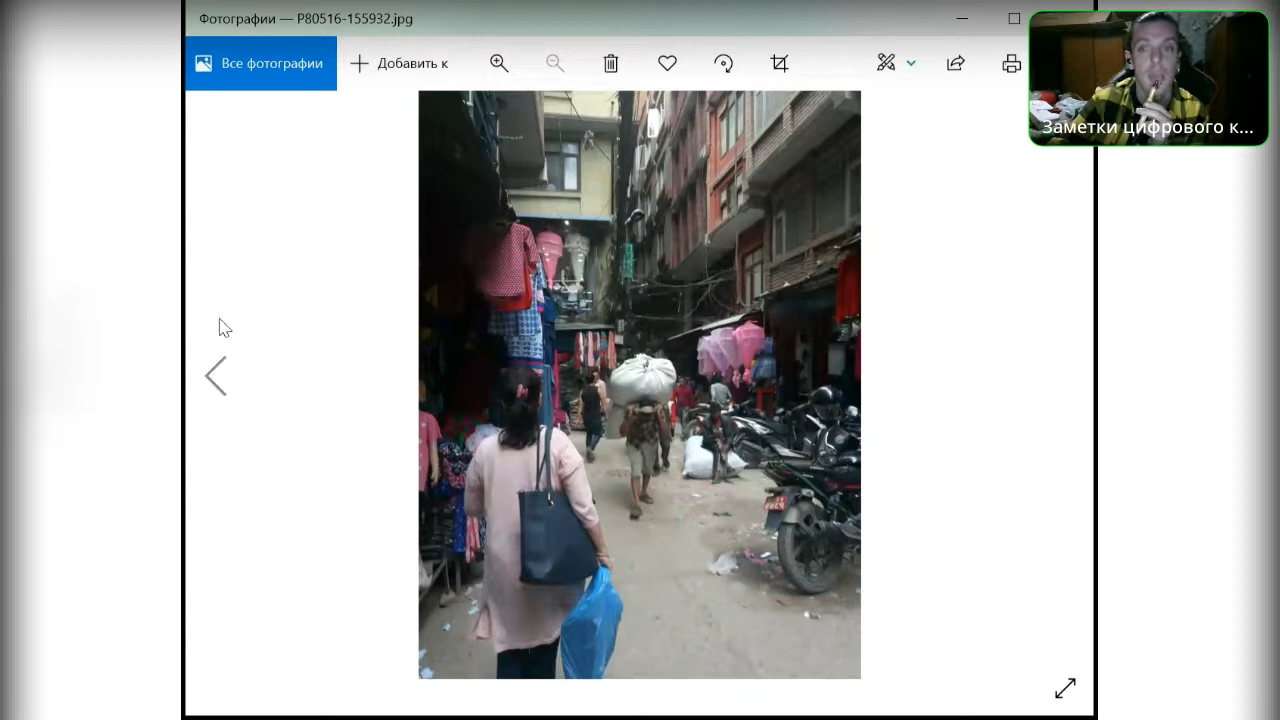 Фотографии — P80516-155932.jpg
Все фотографии
Добавить к
Заметки цифрового к...